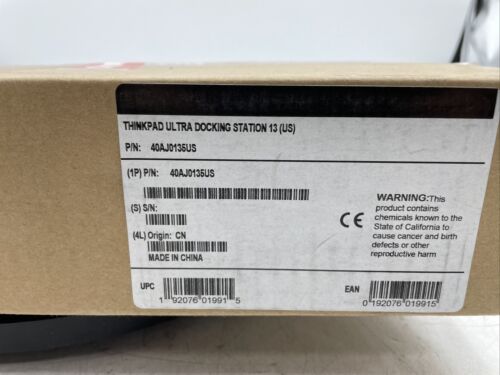 THINKPAD ULTRA DOCKING STATION 13 (US)
P/N: 40AJ0135US
(1P) P/N: 40AJ0135US
(S) S/N:
(4L) Origin: CN
MADE IN CHINA
CE
WARNING:This
product contains
chemicals known to the
State of California to
cause cancer and birth
defects or other
reproductive harm
UPC
1 92076 01991 5
EAN
0 192076 019915